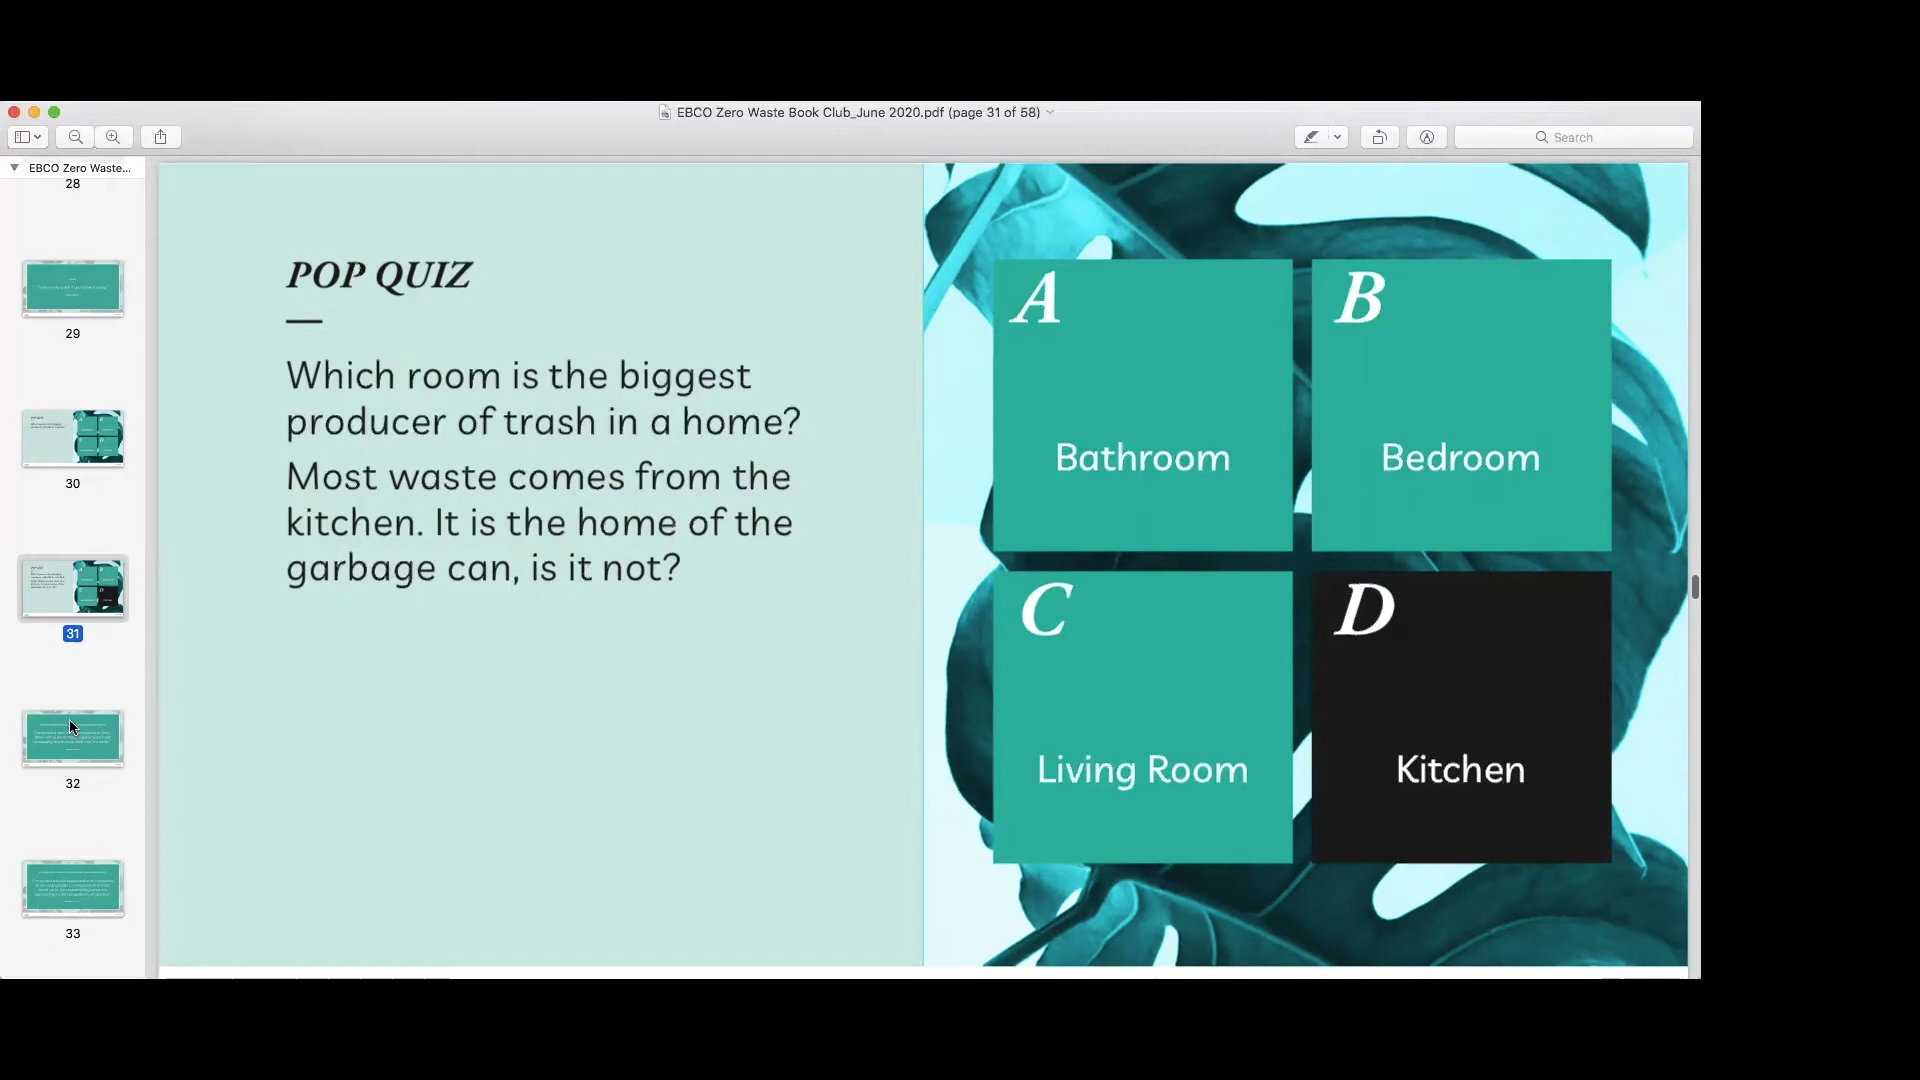 EBCO Zero Waste Book Club_June 2020.pdf (page 31 of 58)
Search
EBCO Zero Waste...
28
29
30
31
32
33
POP QUIZ
Which room is the biggest
producer of trash in a home?
Most waste comes from the
kitchen. It is the home of the
garbage can, is it not?
A
Bathroom
B
Bedroom
C
Living Room
D
Kitchen